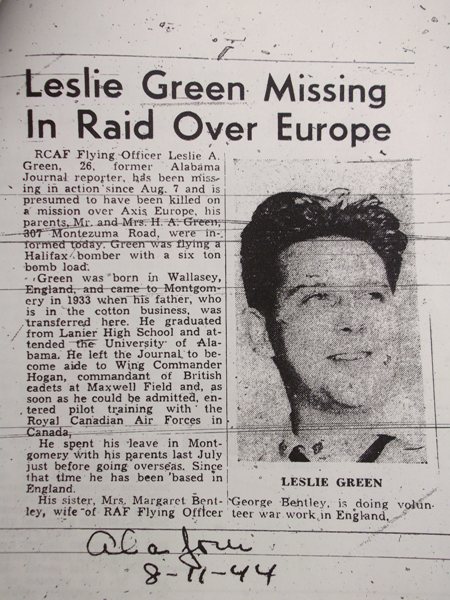 Leslie Green Missing
In Raid Over Europe
RCAF Flying Officer Leslie A.
Green, 26, former Alabama
Journal reporter, has been miss-
ing in action since Aug. 7 and is
presumed to have been killed on
a mission over Axis Europe, his
parents, Mr. and Mrs. H. A. Green,
307 Montezuma Road, were in-
formed today. Green was flying a
Halifax bomber with a six ton
bomb load.
Green was born in Wallasey,
England, and came to Montgom-
ery in 1933 when his father, who
is in the cotton business, was
transferred here. He graduated
from Lanier High School and at-
tended the University of Ala-
bama. He left the Journal to be-
come aide to Wing Commander
Hogan, commandant of British
cadets at Maxwell Field and, as
soon as he could be admitted, en-
tered pilot training with the
Royal Canadian Air Forces in
Canada.
He spent his leave in Mont-
gomery with his parents last July
just before going overseas. Since
that time he has been based in
England.
His sister, Mrs. Margaret Bent-
ley, wife of RAF Flying Officer
LESLIE GREEN
George Bentley, is doing volun-
teer war work in England.
Ala Jour
8-11-44